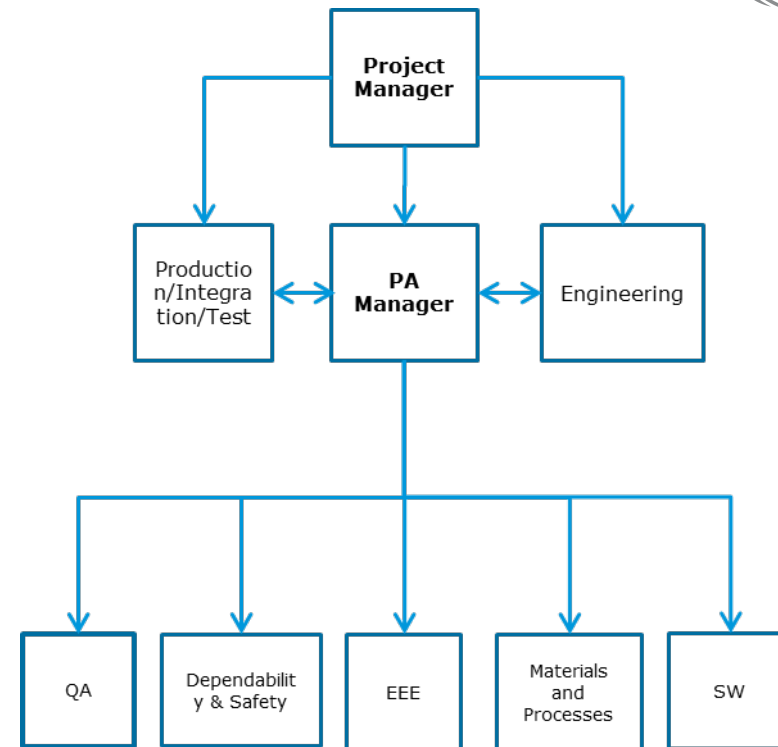 Project
Manager
Productio
n/Integra
tion/Test
PA
Manager
Engineering
QA
Dependabilit
y & Safety
EEE
Materials
and
Processes
SW